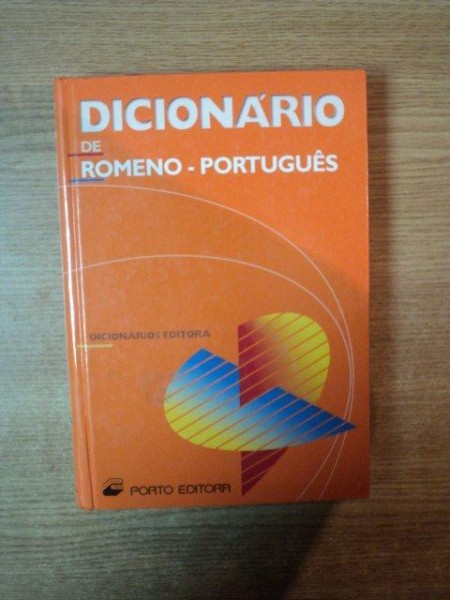 DICIONÁRIO
DE
ROMENO - PORTUGUÊS
DICIONÁRIOS EDITORA
PORTO EDITORA